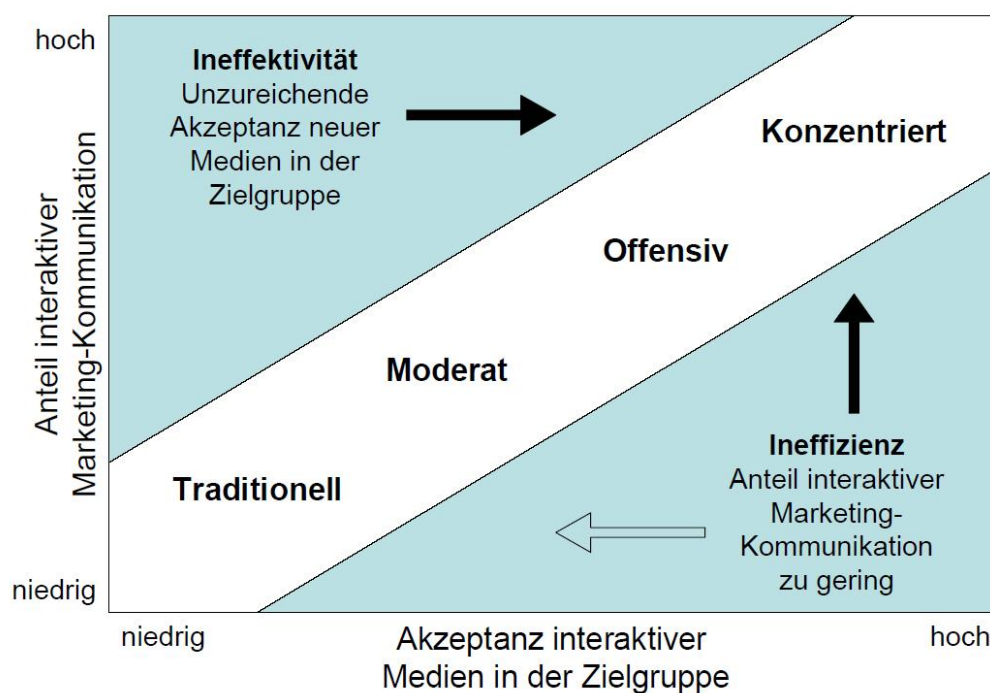 hoch
Ineffektivität
Unzureichende
Akzeptanz neuer
Medien in der
Zielgruppe
Konzentriert
Offensiv
Moderat
Traditionell
Ineffizienz
Anteil interaktiver
Marketing-
Kommunikation
zu gering
Anteil interaktiver
Marketing-Kommunikation
niedrig
niedrig
Akzeptanz interaktiver
Medien in der Zielgruppe
hoch